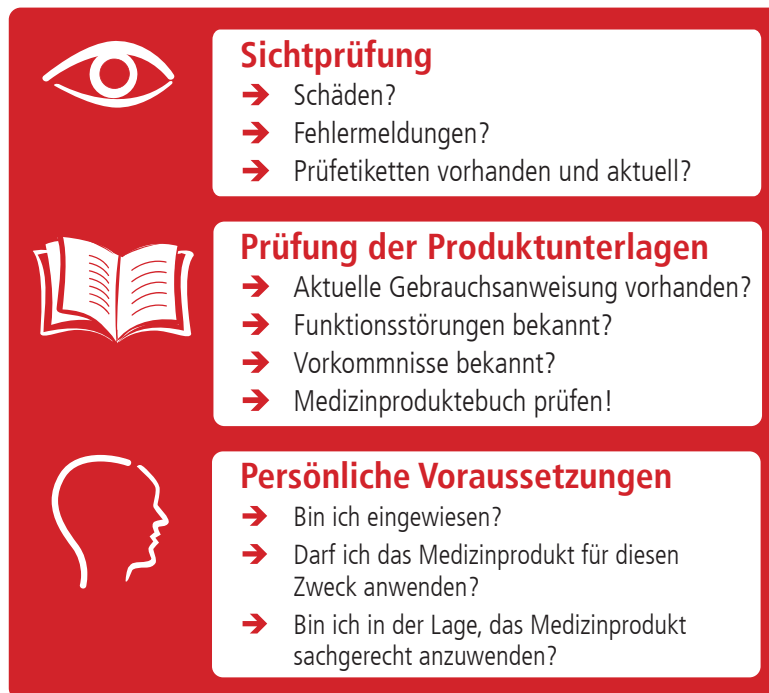 Sichtprüfung
➔ Schäden?
➔ Fehlermeldungen?
➔ Prüfetiketten vorhanden und aktuell?
Prüfung der Produktunterlagen
➔ Aktuelle Gebrauchsanweisung vorhanden?
➔ Funktionsstörungen bekannt?
➔ Vorkommnisse bekannt?
➔ Medizinproduktebuch prüfen!
Persönliche Voraussetzungen
➔ Bin ich eingewiesen?
➔ Darf ich das Medizinprodukt für diesen
Zweck anwenden?
➔ Bin ich in der Lage, das Medizinprodukt
sachgerecht anzuwenden?